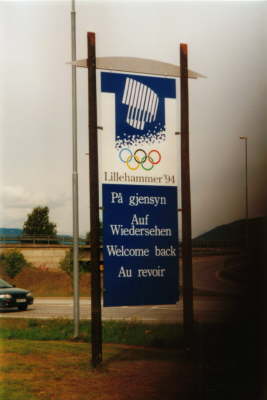 Lillehammer '94
På gjensyn
Auf
Wiedersehen
Welcome back
Au revoir